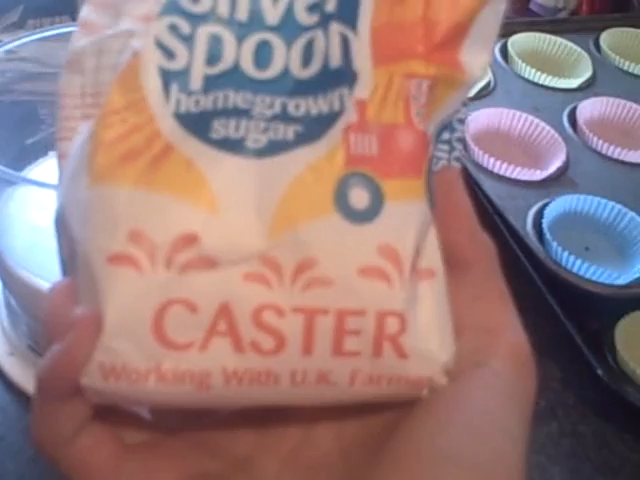 Silver
spoon
homegrown
sugar
CASTER
Working With U.K. Farmers